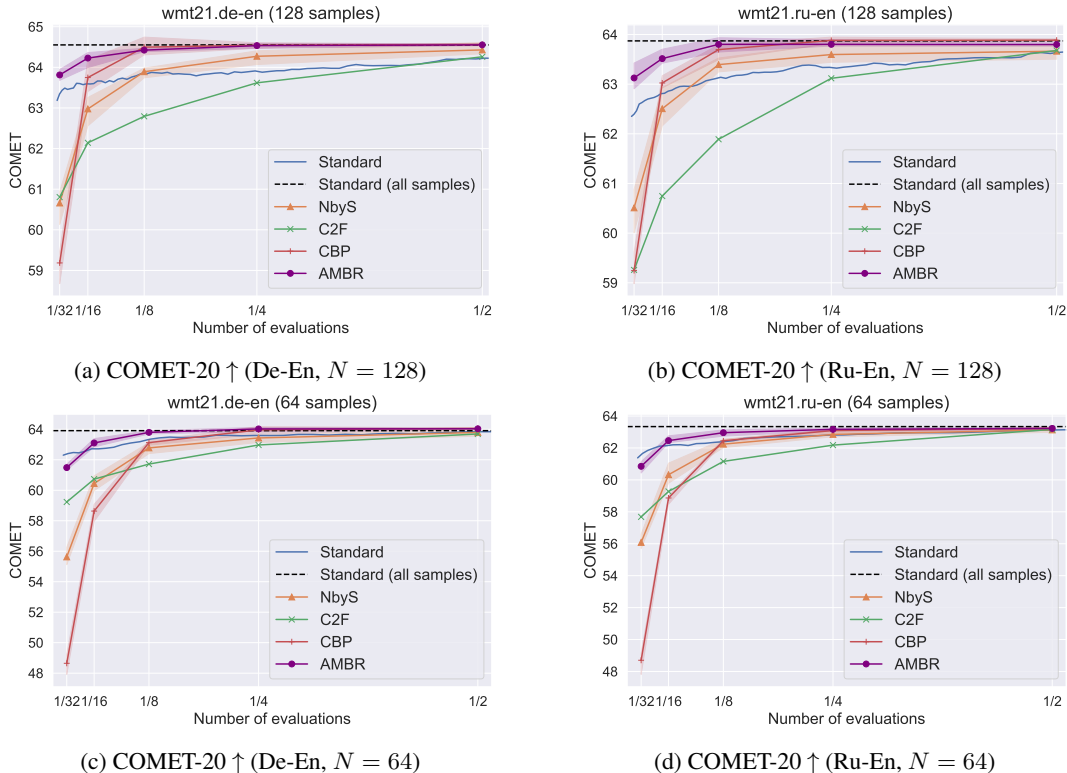 wmt21.de-en (128 samples)
65
64
63
62
61
60
59
COMET
Standard
Standard (all samples)
NbyS
C2F
CBP
AMBR
1/32
1/16
1/8
1/4
1/2
Number of evaluations
(a) COMET-20 ↑ (De-En, N = 128)
wmt21.ru-en (128 samples)
64
63
62
61
60
59
COMET
Standard
Standard (all samples)
NbyS
C2F
CBP
AMBR
1/32
1/16
1/8
1/4
1/2
Number of evaluations
(b) COMET-20 ↑ (Ru-En, N = 128)
wmt21.de-en (64 samples)
64
62
60
58
56
54
52
50
48
COMET
Standard
Standard (all samples)
NbyS
C2F
CBP
AMBR
1/32
1/16
1/8
1/4
1/2
Number of evaluations
(c) COMET-20 ↑ (De-En, N = 64)
wmt21.ru-en (64 samples)
64
62
60
58
56
54
52
50
48
COMET
Standard
Standard (all samples)
NbyS
C2F
CBP
AMBR
1/32
1/16
1/8
1/4
1/2
Number of evaluations
(d) COMET-20 ↑ (Ru-En, N = 64)